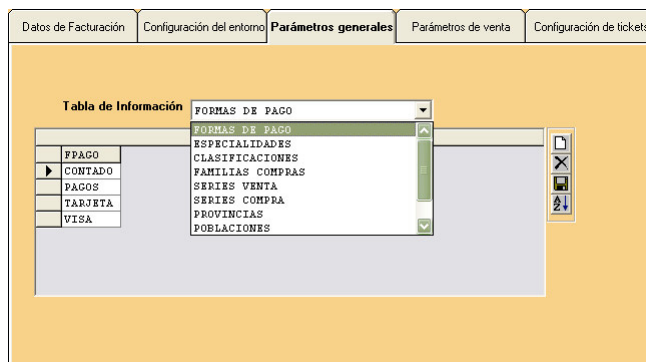 Datos de Facturación Configuración del entorno Parámetros generales Parámetros de venta Configuración de tickets
Tabla de Información FORMAS DE PAGO
FORMAS DE PAGO
ESPECIALIDADES
CLASIFICACIONES
FAMILIAS COMPRAS
SERIES VENTA
SERIES COMPRA
PROVINCIAS
POBLACIONES
FPAGO
CONTADO
PAGOS
TARJETA
VISA
A
Z